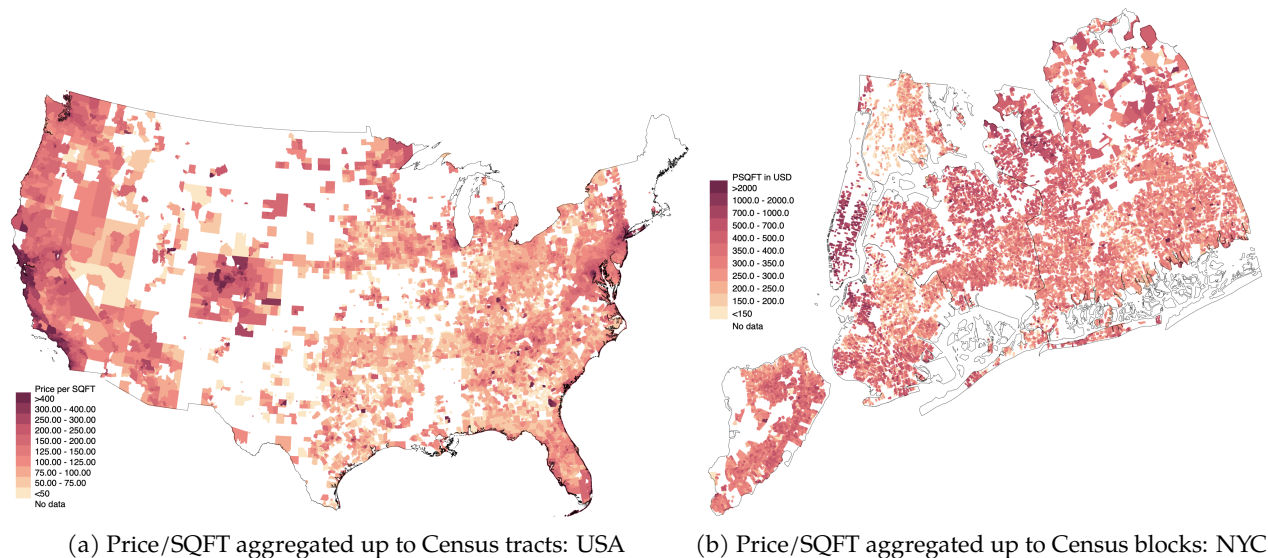 Price per SQFT
>400
300.00 - 400.00
250.00 - 300.00
200.00 - 250.00
150.00 - 200.00
125.00 - 150.00
100.00 - 125.00
75.00 - 100.00
50.00 - 75.00
<50
No data
(a) Price/SQFT aggregated up to Census tracts: USA
PSQFT in USD
>2000
1000.0 - 2000.0
700.0 - 1000.0
500.0 - 700.0
400.0 - 500.0
350.0 - 400.0
300.0 - 350.0
250.0 - 300.0
200.0 - 250.0
150.0 - 200.0
<150
No data
(b) Price/SQFT aggregated up to Census blocks: NYC